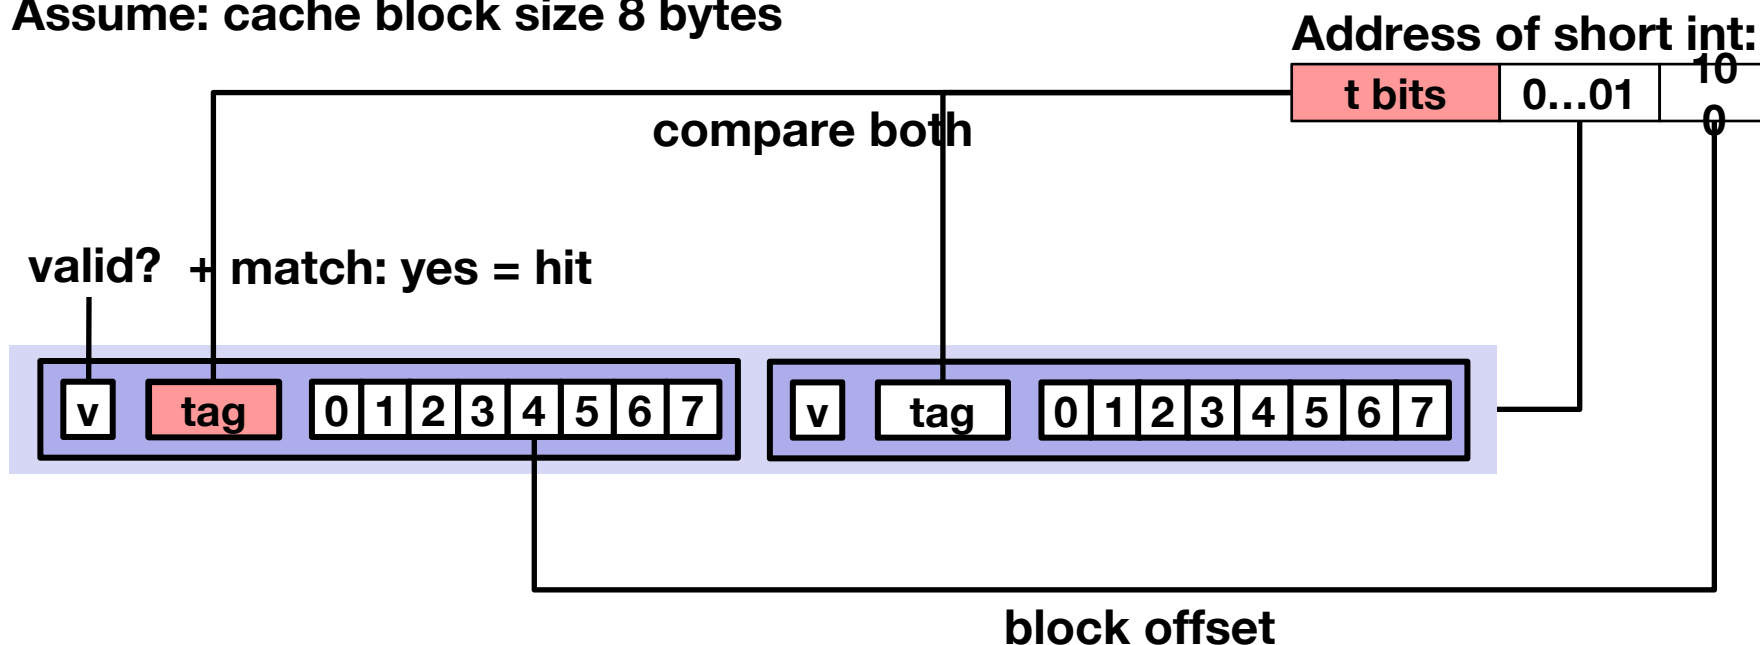 Assume: cache block size 8 bytes
Address of short int:
t bits 0...01 10
0
compare both
valid? + match: yes = hit
v tag 0 1 2 3 4 5 6 7 v tag 0 1 2 3 4 5 6 7
block offset